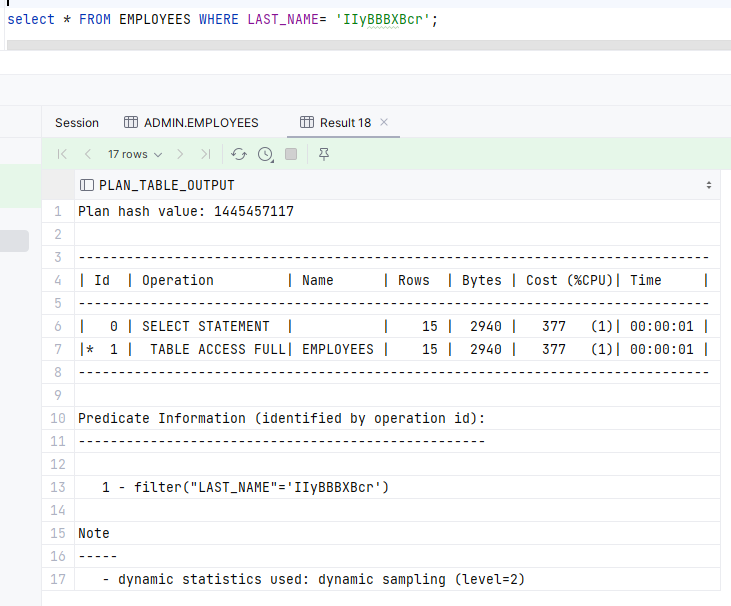 select * FROM EMPLOYEES WHERE LAST_NAME= 'IIyBBBXBcr';
Session ADMIN.EMPLOYEES Result 18
17 rows
PLAN_TABLE_OUTPUT
1 Plan hash value: 1445457117
2
3 -------------------------------------------------------------------------------
4 | Id  | Operation         | Name      | Rows  | Bytes | Cost (%CPU)| Time     |
5 -------------------------------------------------------------------------------
6 |   0 | SELECT STATEMENT  |           |    15 |  2940 |   377   (1)| 00:00:01 |
7 |*  1 |  TABLE ACCESS FULL| EMPLOYEES |    15 |  2940 |   377   (1)| 00:00:01 |
8 -------------------------------------------------------------------------------
9
10 Predicate Information (identified by operation id):
11 ---------------------------------------------------
12
13    1 - filter("LAST_NAME"='IIyBBBXBcr')
14
15 Note
16 -----
17    - dynamic statistics used: dynamic sampling (level=2)